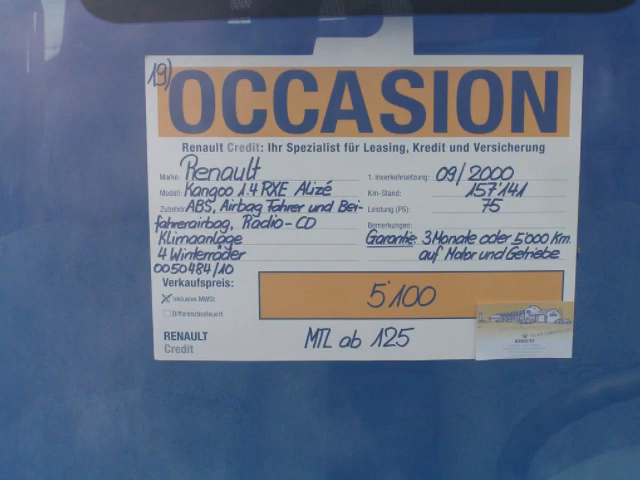 19)
OCCASION
Renault Credit: Ihr Spezialist für Leasing, Kredit und Versicherung
Marke: Renault
1. Inverkehrsetzung: 09/2000
Modell: Kangoo 1.4 RXE Alizé
Km-Stand: 157'141
Zubehör: ABS, Airbag Fahrer und Bei-
Leistung (PS): 75
fahrerairbag, Radio-CD
Bemerkungen:
Klimaanlage
Garantie: 3 Monate oder 5'000 Km.
4 Winterräder
auf Motor und Getriebe
0050484/10
Verkaufspreis:
5'100
X Inklusive MWSt.
Differenzbesteuert
RENAULT
Credit
MTL ab 125
RENAULT